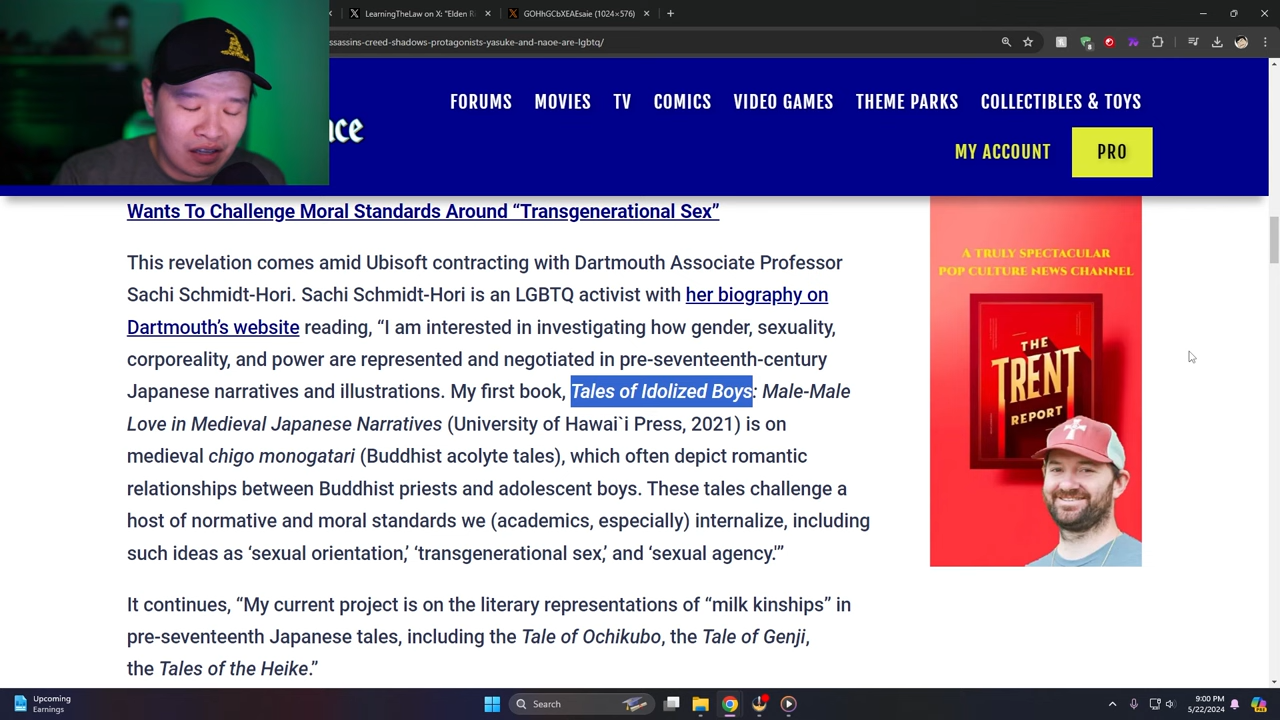 LearningTheLaw on X: "Elden R
GOHhGCbXEAEsaie (1024×576)
assassins-creed-shadows-protagonists-yasuke-and-naoe-are-lgbtq/
FORUMS MOVIES TV COMICS VIDEO GAMES THEME PARKS COLLECTIBLES & TOYS
MY ACCOUNT PRO
Wants To Challenge Moral Standards Around “Transgenerational Sex”
This revelation comes amid Ubisoft contracting with Dartmouth Associate Professor
Sachi Schmidt-Hori. Sachi Schmidt-Hori is an LGBTQ activist with her biography on
Dartmouth’s website reading, “I am interested in investigating how gender, sexuality,
corporeality, and power are represented and negotiated in pre-seventeenth-century
Japanese narratives and illustrations. My first book, Tales of Idolized Boys: Male-Male
Love in Medieval Japanese Narratives (University of Hawai`i Press, 2021) is on
medieval chigo monogatari (Buddhist acolyte tales), which often depict romantic
relationships between Buddhist priests and adolescent boys. These tales challenge a
host of normative and moral standards we (academics, especially) internalize, including
such ideas as ‘sexual orientation,’ ‘transgenerational sex,’ and ‘sexual agency.’”
It continues, “My current project is on the literary representations of “milk kinships” in
pre-seventeenth Japanese tales, including the Tale of Ochikubo, the Tale of Genji,
the Tales of the Heike.”
A TRULY SPECTACULAR
POP CULTURE NEWS CHANNEL
THE
TRENT
REPORT
Upcoming
Earnings
Search
9:00 PM
5/22/2024